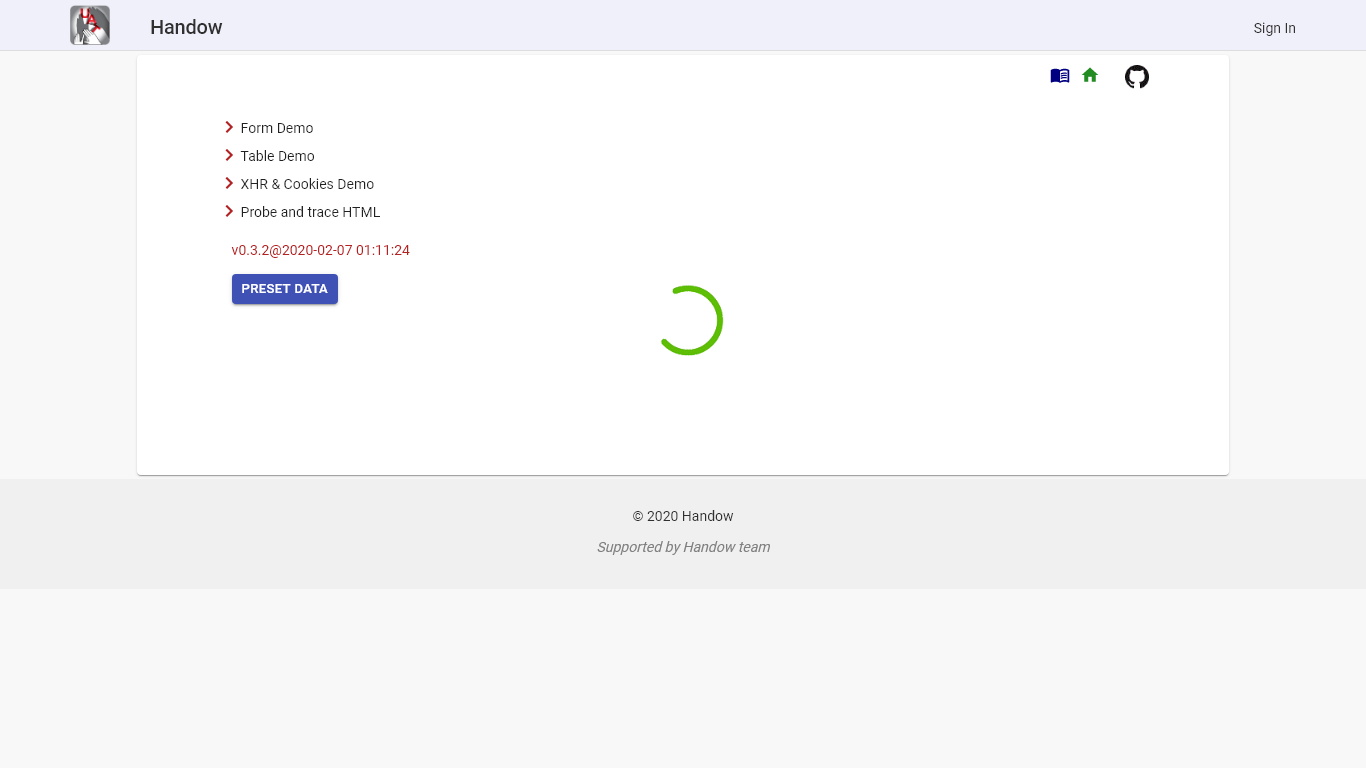 Handow
Sign In
Form Demo
Table Demo
XHR & Cookies Demo
Probe and trace HTML
v0.3.2@2020-02-07 01:11:24
PRESET DATA
© 2020 Handow
Supported by Handow team